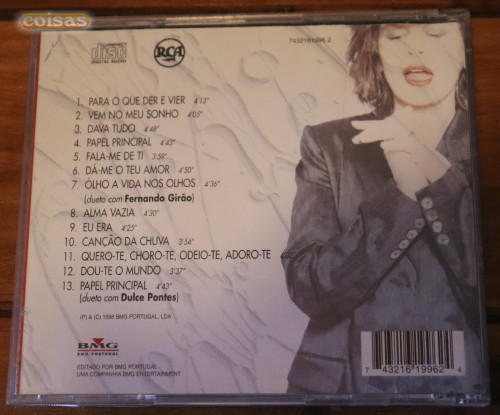 coisas
COMPACT
disc
DIGITAL AUDIO
RCA
7432161996 2
1. PARA O QUE DER E VIER 4'13"
2. VEM NO MEU SONHO 4'05"
3. DAVA TUDO 4'48"
4. PAPEL PRINCIPAL 4'43"
5. FALA-ME DE TI 3'59"
6. DÁ-ME O TEU AMOR 4'50"
7. OLHO A VIDA NOS OLHOS 4'36"
(dueto com Fernando Girão)
8. ALMA VAZIA 4'30"
9. EU ERA 4'25"
10. CANÇÃO DA CHUVA 3'54"
11. QUERO-TE, CHORO-TE, ODEIO-TE, ADORO-TE
12. DOU-TE O MUNDO 3'37"
13. PAPEL PRINCIPAL 4'43"
(dueto com Dulce Pontes)
(P) & (C) 1998 BMG PORTUGAL, LDA
BMG
BMG PORTUGAL
EDITADO POR BMG PORTUGAL
UMA COMPANHIA BMG ENTERTAINMENT
7 43216 19962 4